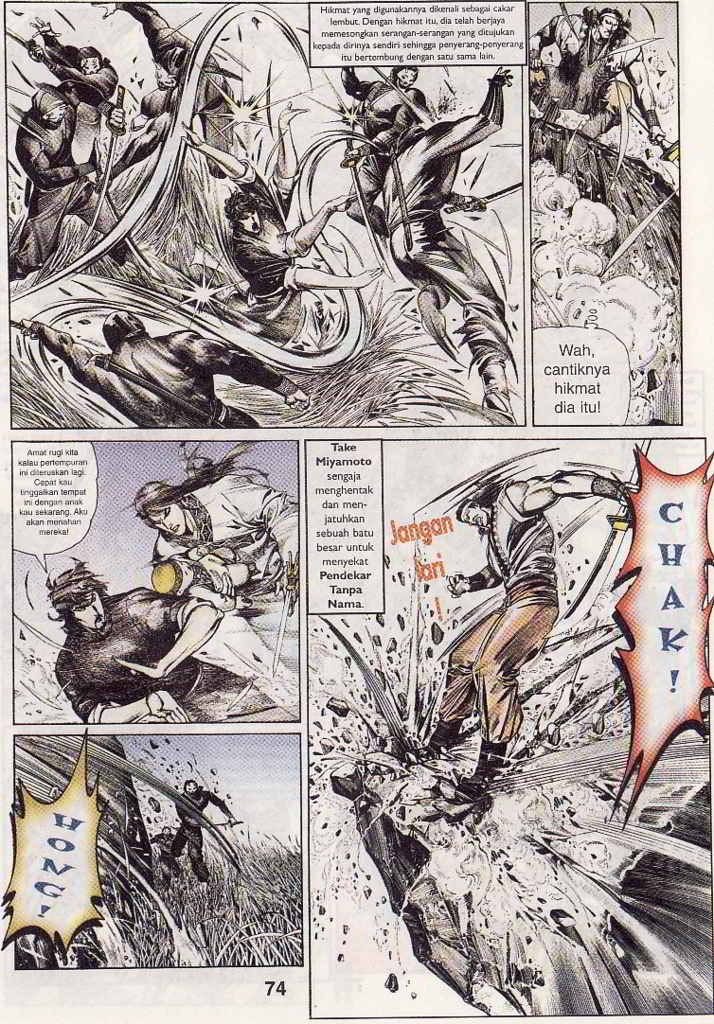 Hikmat yang digunakannya dikenali sebagai cakar
lembut. Dengan hikmat itu, dia telah berjaya
memesongkan serangan-serangan yang ditujukan
kepada dirinya sendiri sehingga penyerang-penyerang
itu bertembung dengan satu sama lain.
Wah,
cantiknya
hikmat
dia itu!
Amat rugi kita
kalau pertempuran
ini diteruskan lagi.
Cepat kau
tinggalkan tempat
ini dengan anak
kau sekarang. Aku
akan menahan
mereka!
Take
Miyamoto
sengaja
menghentak
dan men-
jatuhkan
sebuah batu
besar untuk
menyekat
Pendekar
Tanpa
Nama.
Jangan
lari
!
CHAK!
HONG!
74